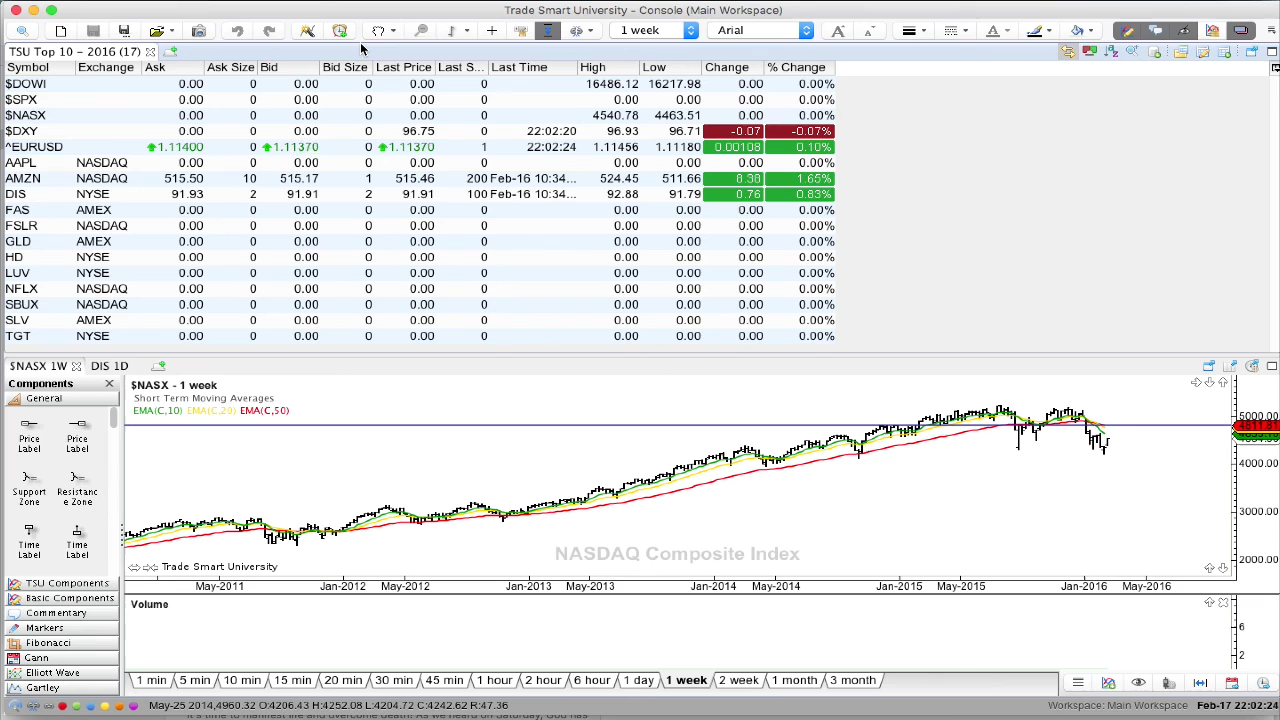 Trade Smart University - Console (Main Workspace)
1 week Arial A A A
TSU Top 10 - 2016 (17)
Symbol Exchange Ask Ask Size Bid Bid Size Last Price Last S... Last Time High Low Change % Change
$DOWI 0.00 0 0.00 0 0.00 0 16486.12 16217.98 0.00 0.00%
$SPX 0.00 0 0.00 0 0.00 0 0.00 0.00 0.00 0.00%
$NASX 0.00 0 0.00 0 0.00 0 4540.78 4463.51 0.00 0.00%
$DXY 0.00 0 0.00 0 96.75 0 22:02:20 96.93 96.71 -0.07 -0.07%
^EURUSD 1.11400 0 1.11370 0 1.11370 1 22:02:24 1.11456 1.11180 0.00108 0.10%
AAPL NASDAQ 0.00 0 0.00 0 0.00 0 0.00 0.00 0.00 0.00%
AMZN NASDAQ 515.50 10 515.17 1 515.46 200 Feb-16 10:34... 524.45 511.66 8.38 1.65%
DIS NYSE 91.93 2 91.91 2 91.91 100 Feb-16 10:34... 92.88 91.79 0.76 0.83%
FAS AMEX 0.00 0 0.00 0 0.00 0 0.00 0.00 0.00 0.00%
FSLR NASDAQ 0.00 0 0.00 0 0.00 0 0.00 0.00 0.00 0.00%
GLD AMEX 0.00 0 0.00 0 0.00 0 0.00 0.00 0.00 0.00%
HD NYSE 0.00 0 0.00 0 0.00 0 0.00 0.00 0.00 0.00%
LUV NYSE 0.00 0 0.00 0 0.00 0 0.00 0.00 0.00 0.00%
NFLX NASDAQ 0.00 0 0.00 0 0.00 0 0.00 0.00 0.00 0.00%
SBUX NASDAQ 0.00 0 0.00 0 0.00 0 0.00 0.00 0.00 0.00%
SLV AMEX 0.00 0 0.00 0 0.00 0 0.00 0.00 0.00 0.00%
TGT NYSE 0.00 0 0.00 0 0.00 0 0.00 0.00 0.00 0.00%
$NASX 1W DIS 1D
Components
General
Price Label
Price Label
Support Zone
Resistanc e Zone
Time Label
Time Label
TSU Components
Basic Components
Commentary
Markers
Fibonacci
Gann
Elliott Wave
Gartley
$NASX - 1 week
Short Term Moving Averages
EMA(C,10) EMA(C,20) EMA(C,50)
5000.00
4000.00
3000.00
2000.00
NASDAQ Composite Index
Trade Smart University
May-2011 Jan-2012 May-2012 Jan-2013 May-2013 Jan-2014 May-2014 Jan-2015 May-2015 Jan-2016 May-2016
Volume
6
2
1 min 5 min 10 min 15 min 20 min 30 min 45 min 1 hour 2 hour 6 hour 1 day 1 week 2 week 1 month 3 month
May-25 2014,4960.32 O:4206.43 H:4252.08 L:4204.72 C:4242.62 R:47.36 Workspace: Main Workspace Feb-17 22:02:24